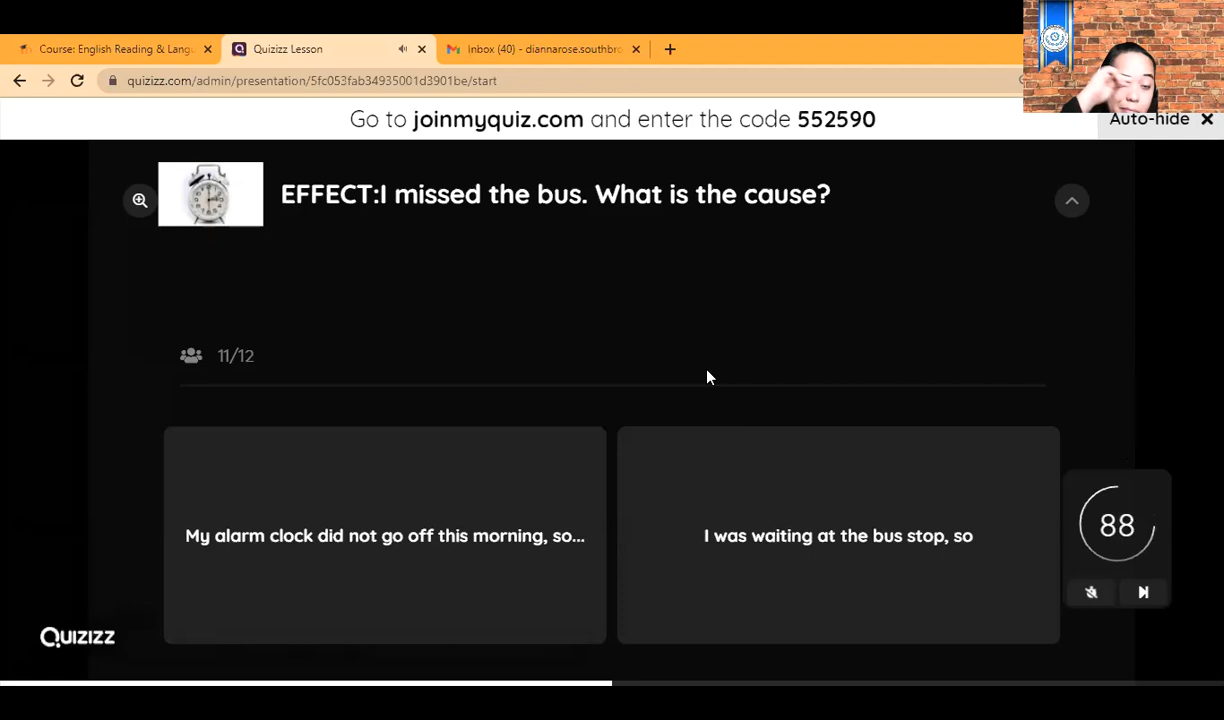 Course: English Reading & Lang
Quizizz Lesson
Inbox (40) - diannarose.southbro
quizizz.com/admin/presentation/5fc053fab34935001d3901be/start
Go to joinmyquiz.com and enter the code 552590
Auto-hide
EFFECT:I missed the bus. What is the cause?
11/12
My alarm clock did not go off this morning, so...
I was waiting at the bus stop, so
88
Quizizz